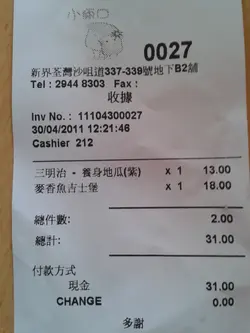 小口
0027
新界荃灣沙咀道337-339號地下B2舖
Tel : 2944 8303 Fax :
收據
Inv No. : 11104300027
30/04/2011 12:21:46
Cashier 212
三明治 - 養身地瓜(紫) x 1 13.00
麥香魚吉士堡 x 1 18.00
總件數: 2.00
總計: 31.00
付款方式
現金 31.00
CHANGE 0.00
多謝